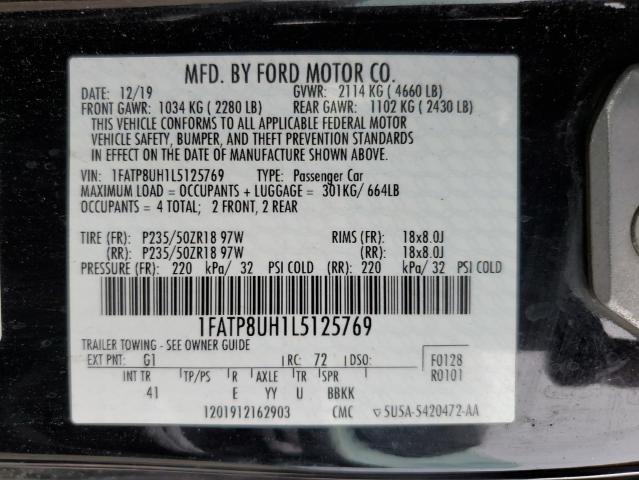 MFD. BY FORD MOTOR CO.
DATE: 12/19 GVWR: 2114 KG ( 4660 LB)
FRONT GAWR: 1034 KG ( 2280 LB) REAR GAWR: 1102 KG ( 2430 LB)
THIS VEHICLE CONFORMS TO ALL APPLICABLE FEDERAL MOTOR
VEHICLE SAFETY, BUMPER, AND THEFT PREVENTION STANDARDS
IN EFFECT ON THE DATE OF MANUFACTURE SHOWN ABOVE.
VIN: 1FATP8UH1L5125769 TYPE: Passenger Car
MAXIMUM LOAD = OCCUPANTS + LUGGAGE = 301KG/ 664LB
OCCUPANTS = 4 TOTAL; 2 FRONT, 2 REAR
TIRE (FR): P235/50ZR18 97W RIMS (FR): 18x8.0J
(RR): P235/50ZR18 97W (RR): 18x8.0J
PRESSURE (FR): 220 kPa/ 32 PSI COLD (RR): 220 kPa/ 32 PSI COLD
1FATP8UH1L5125769
TRAILER TOWING - SEE OWNER GUIDE
EXT PNT: G1 RC: 72 DSO: F0128
INT TR TP/PS R AXLE TR SPR R0101
41 E YY U BBKK
1201912162903 CMC ▽5U5A-5420472-AA